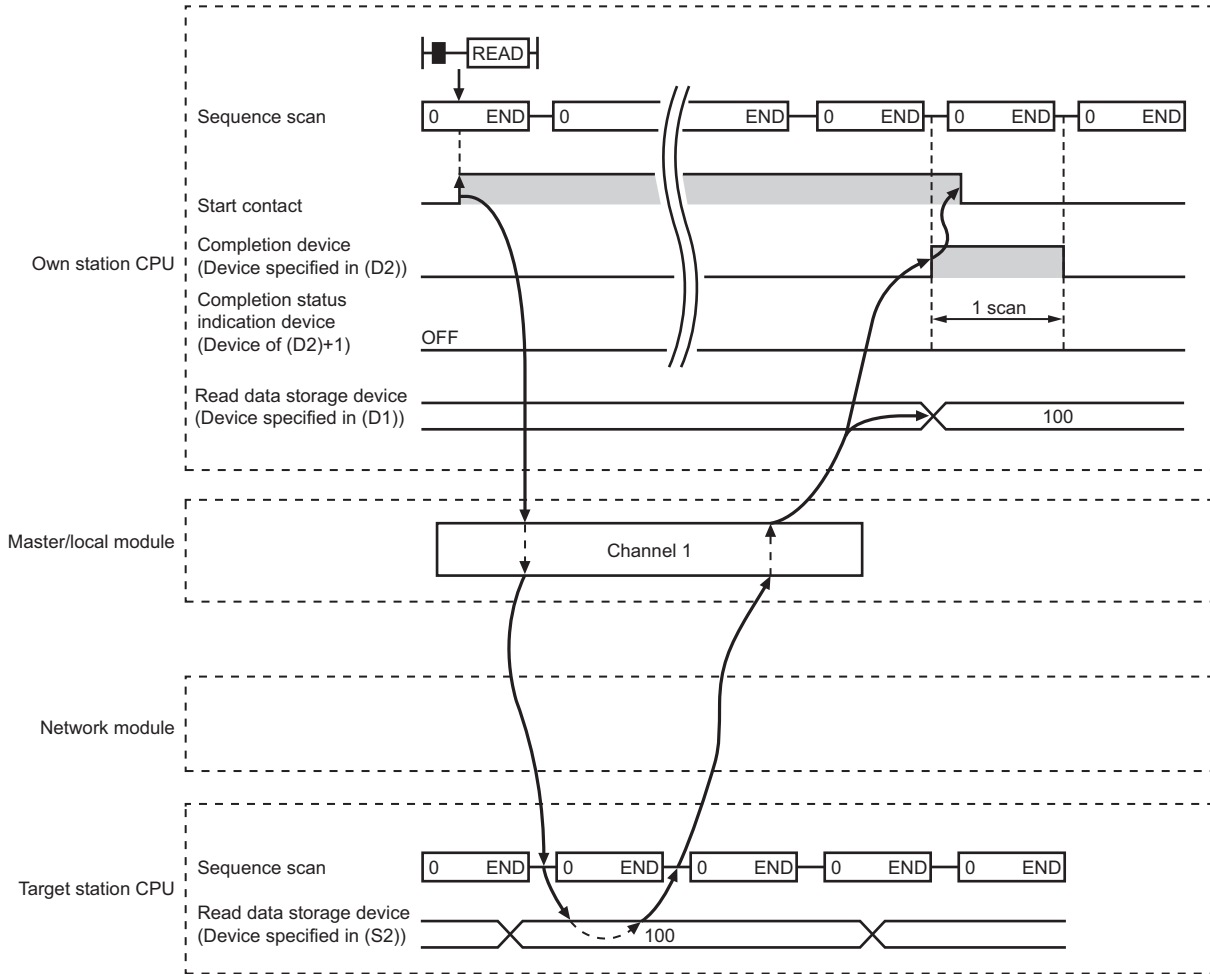 READ
Sequence scan
0 END 0 END 0 END 0 END 0 END
Start contact
Own station CPU
Completion device
(Device specified in (D2))
Completion status
indication device
(Device of (D2)+1)
1 scan
OFF
Read data storage device
(Device specified in (D1))
100
Master/local module
Channel 1
Network module
Target station CPU
Sequence scan
0 END 0 END 0 END 0 END 0 END
Read data storage device
(Device specified in (S2))
100